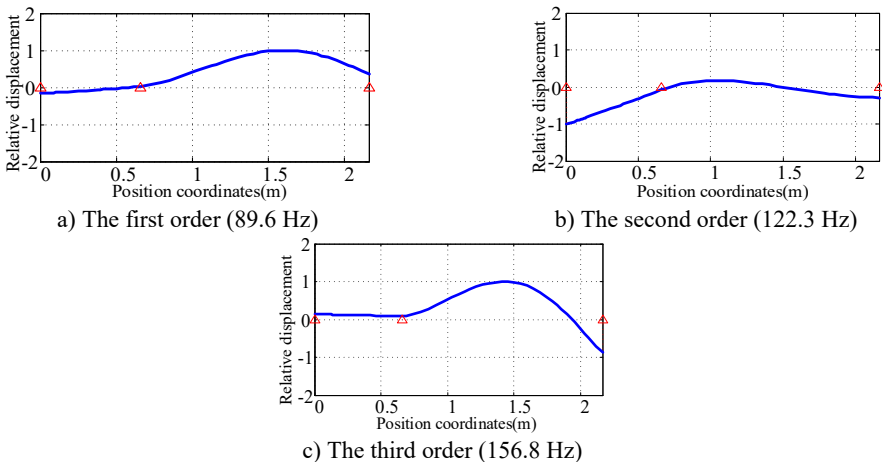 2
1
0
-1
-2
Relative displacement
0 0.5 1 1.5 2
Position coordinates(m)
a) The first order (89.6 Hz)
2
1
0
-1
-2
Relative displacement
0 0.5 1 1.5 2
Position coordinates(m)
b) The second order (122.3 Hz)
2
1
0
-1
-2
Relative displacement
0 0.5 1 1.5 2
Position coordinates(m)
c) The third order (156.8 Hz)